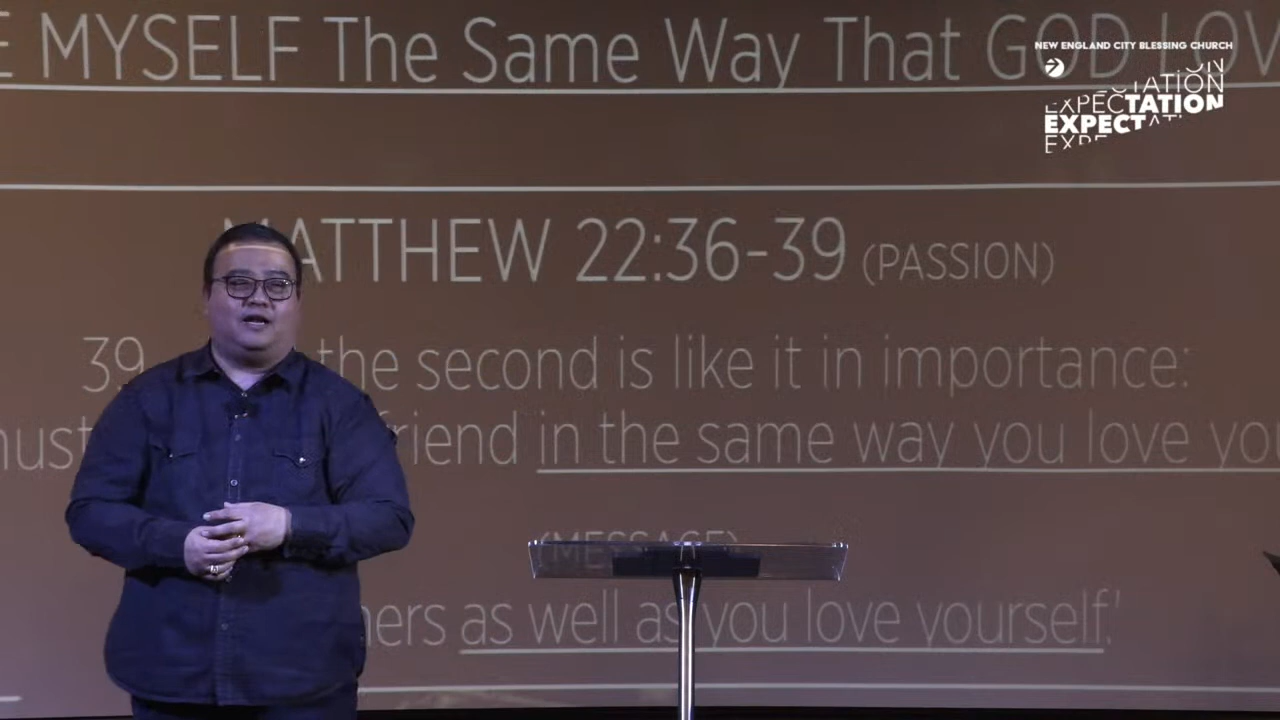 MYSELF The Same Way That GOD
NEW ENGLAND CITY BLESSING CHURCH
EXPECTATION
MATTHEW 22:36-39 (PASSION)
39 the second is like it in importance:
friend in the same way you love
(MESSAGE)
as well as you love yourself.'